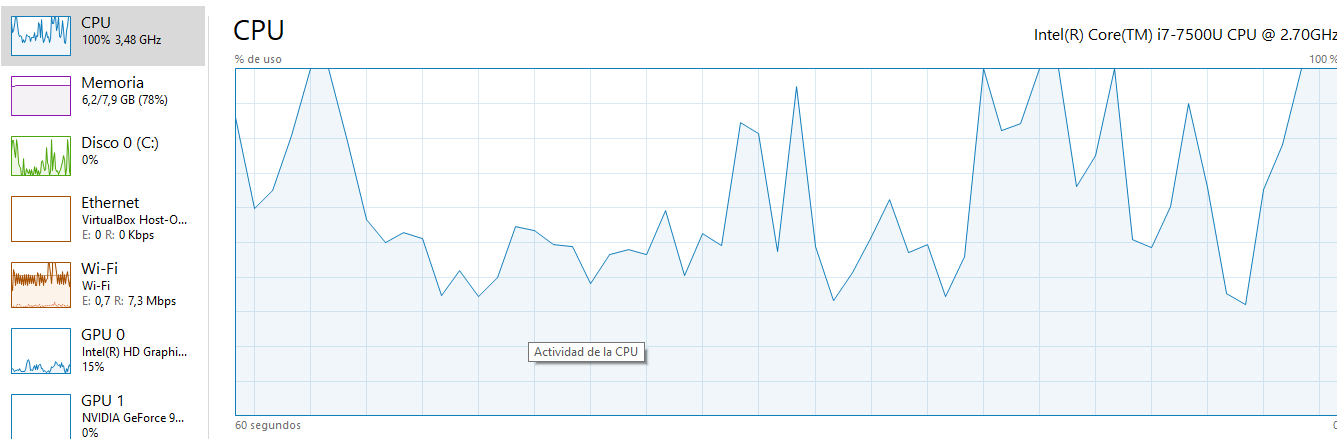 CPU
100% 3,48 GHz
Memoria
6,2/7,9 GB (78%)
Disco 0 (C:)
0%
Ethernet
VirtualBox Host-O...
E: 0 R: 0 Kbps
Wi-Fi
Wi-Fi
E: 0,7 R: 7,3 Mbps
GPU 0
Intel(R) HD Graphi...
15%
GPU 1
NVIDIA GeForce 9...
0%
CPU
Intel(R) Core(TM) i7-7500U CPU @ 2.70GHz
% de uso
100 %
Actividad de la CPU
60 segundos
0